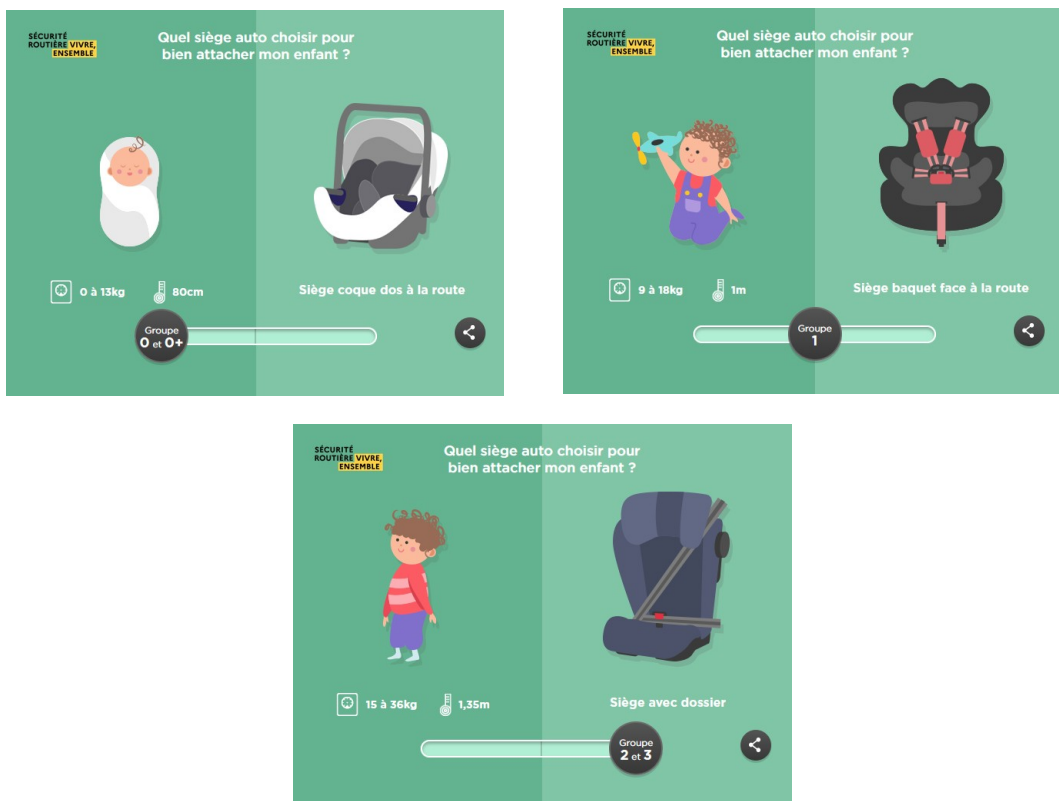 SÉCURITÉ
ROUTIÈRE VIVRE,
ENSEMBLE
Quel siège auto choisir pour
bien attacher mon enfant ?
0 à 13kg
80cm
Siège coque dos à la route
Groupe
0 et 0+
SÉCURITÉ
ROUTIÈRE VIVRE,
ENSEMBLE
Quel siège auto choisir pour
bien attacher mon enfant ?
9 à 18kg
1m
Siège baquet face à la route
Groupe
1
SÉCURITÉ
ROUTIÈRE VIVRE,
ENSEMBLE
Quel siège auto choisir pour
bien attacher mon enfant ?
15 à 36kg
1,35m
Siège avec dossier
Groupe
2 et 3